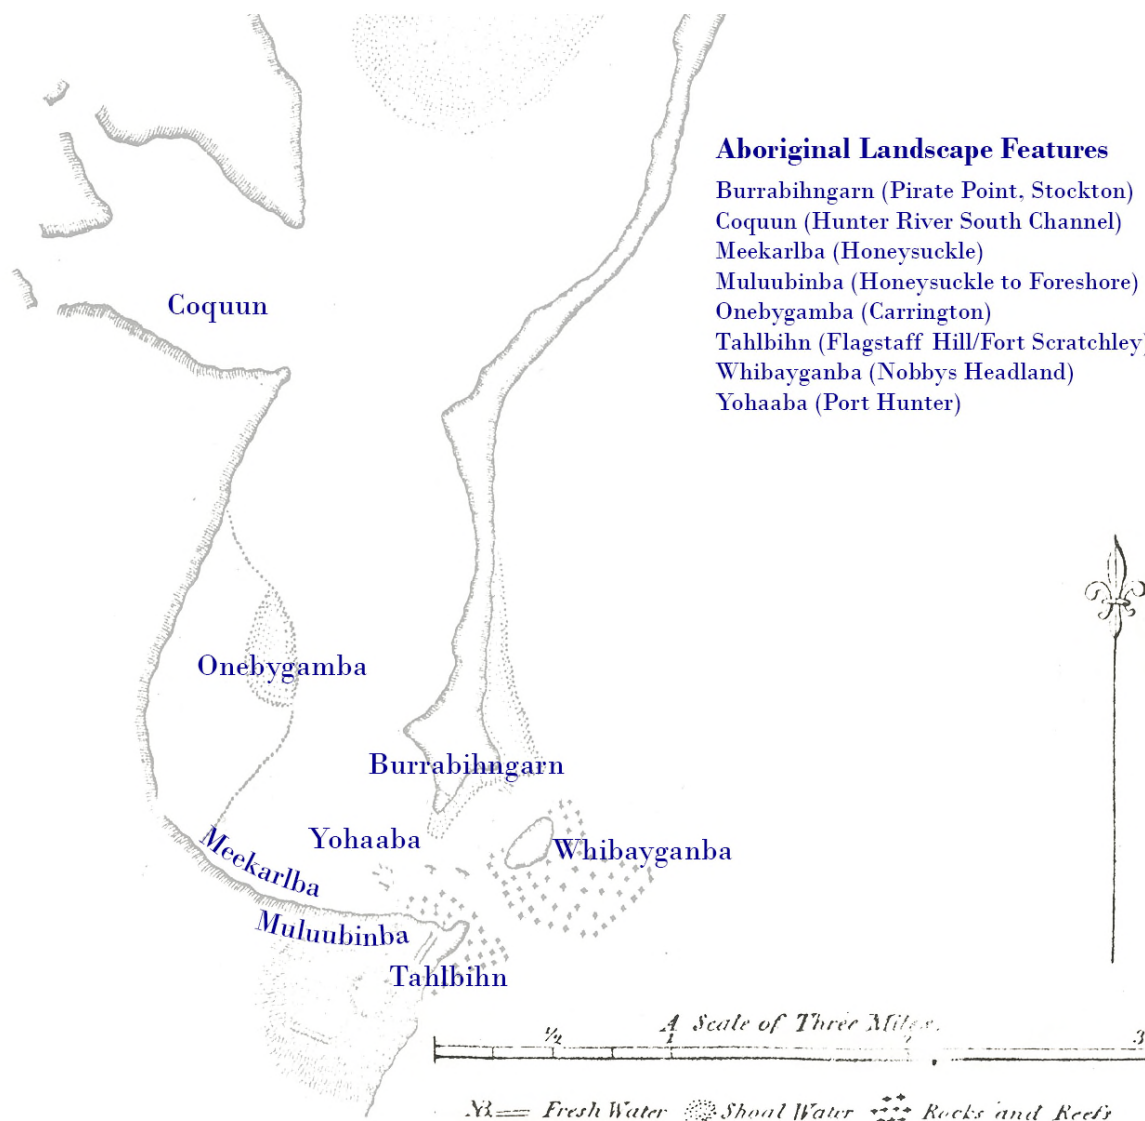 Aboriginal Landscape Features
Burrabihngarn (Pirate Point, Stockton)
Coquun (Hunter River South Channel)
Meekarlba (Honeysuckle)
Muluubinba (Honeysuckle to Foreshore)
Onebygamba (Carrington)
Tahlbihn (Flagstaff Hill/Fort Scratchley)
Whibayganba (Nobbys Headland)
Yohaaba (Port Hunter)
Coquun
Onebygamba
Burrabihngarn
Yohaaba
Whibayganba
Meekarlba
Muluubinba
Tahlbihn
A Scale of Three Miles.
1/2 1 2 3
NB. Fresh Water Shoal Water Rocks and Reefs